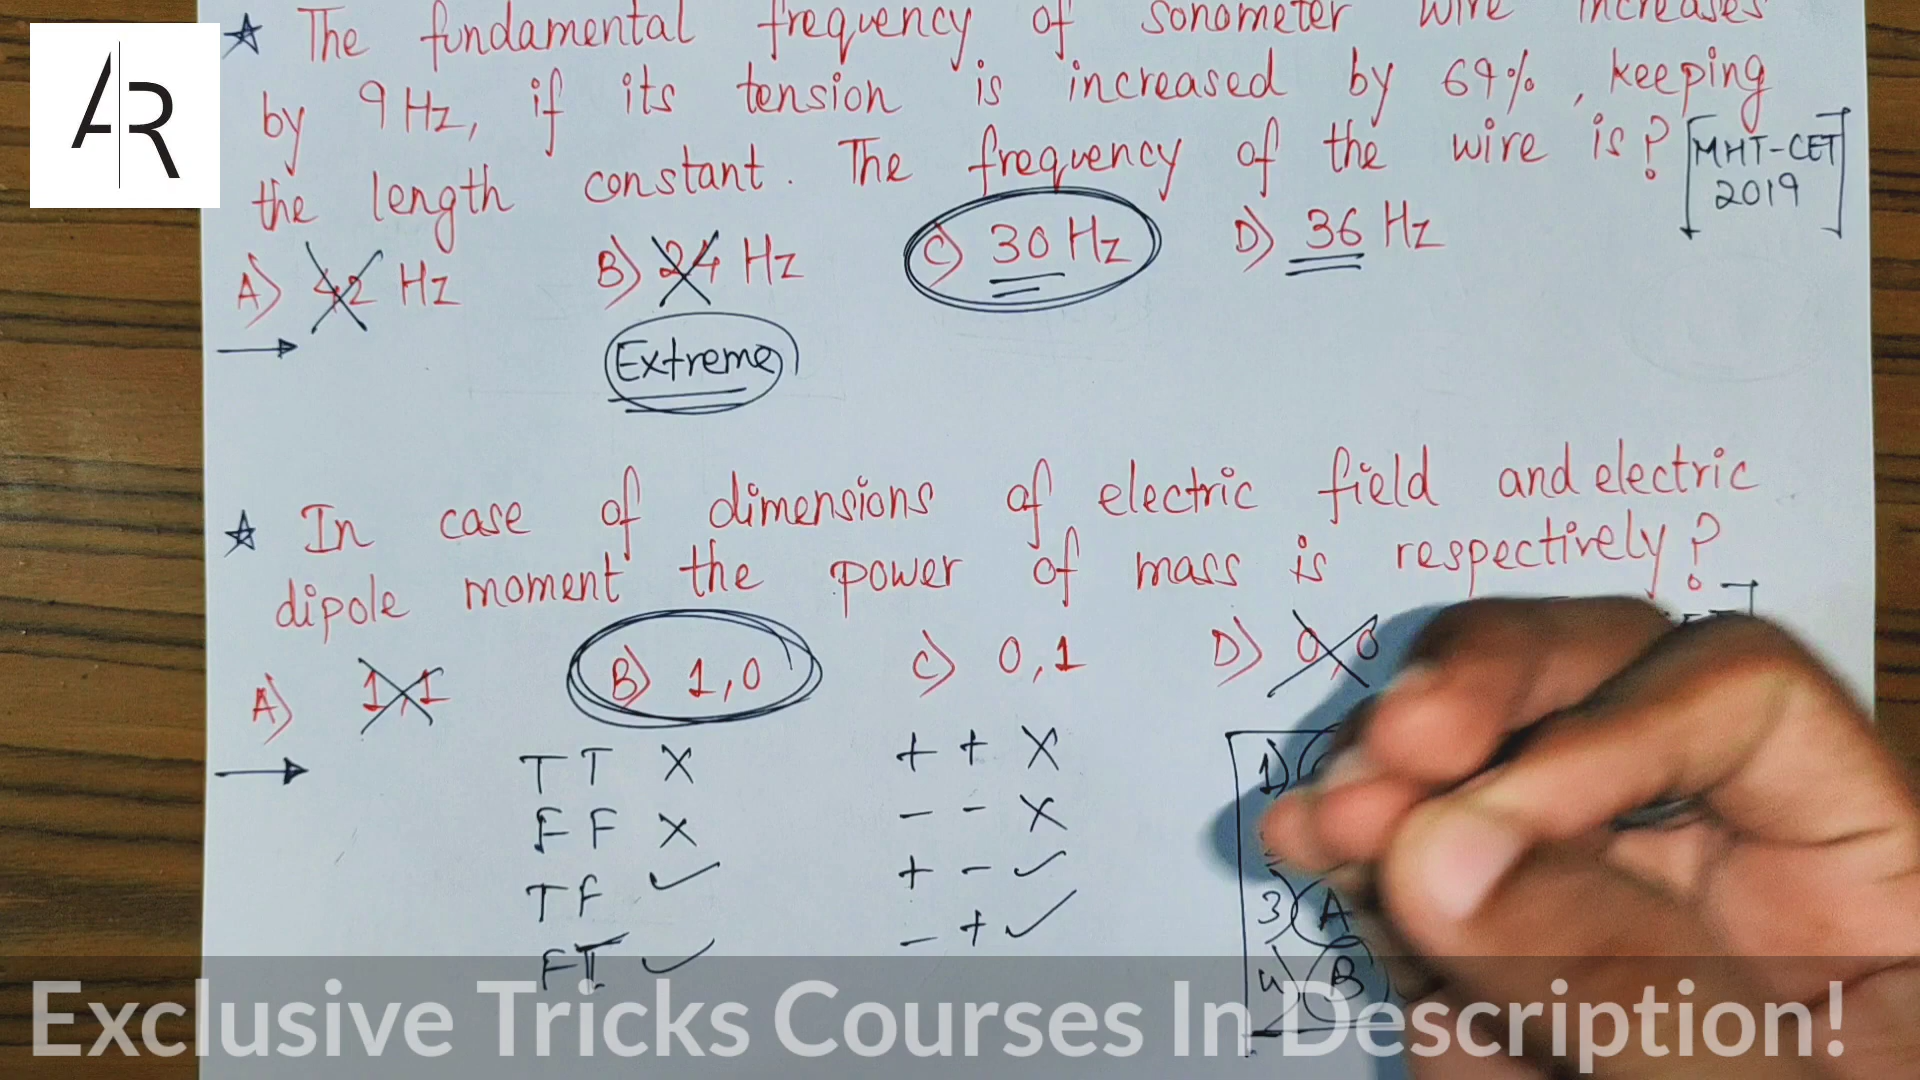 AR
☆ The fundamental frequency of sonometer wire increases
by 9 Hz, if its tension is increased by 69%, keeping
the length constant. The frequency of the wire is?
[MHT-CET
2019]
A) 42 Hz B) 24 Hz C) 30 Hz D) 36 Hz
Extreme
☆ In case of dimensions of electric field and electric
dipole moment the power of mass is respectively?
A) 1,1 B) 1,0 C) 0,1 D) 0,0
T T X + + X 1)
F F X - - X
T F ✓ + - ✓ 3) A
F T ✓ - + ✓ 4) B
Exclusive Tricks Courses In Description!